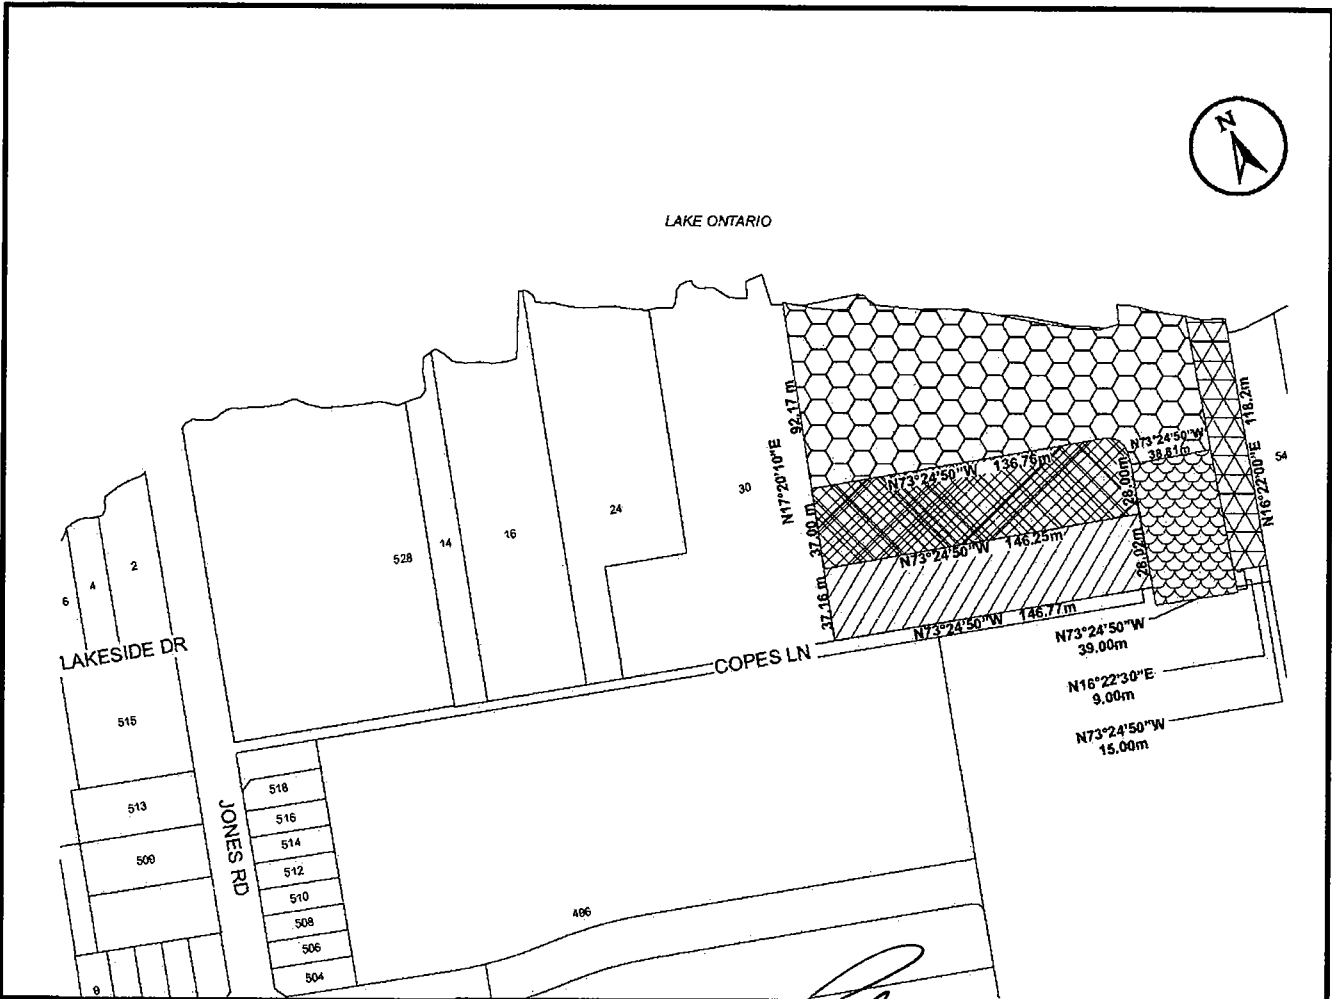 N
LAKE ONTARIO
92.17 m
N17°20'10"E
37.00 m
37.16 m
N73°24'50"W 136.76m
N73°24'50"W 146.25m
N73°24'50"W 146.77m
28.00m
28.02m
N73°24'50"W
38.81m
118.2m
N16°22'00"E
54
30
24
16
14
528
2
4
6
LAKESIDE DR
COPES LN
N73°24'50"W
39.00m
N16°22'30"E
9.00m
N73°24'50"W
15.00m
515
513
509
JONES RD
518
516
514
512
510
508
506
504
496
9